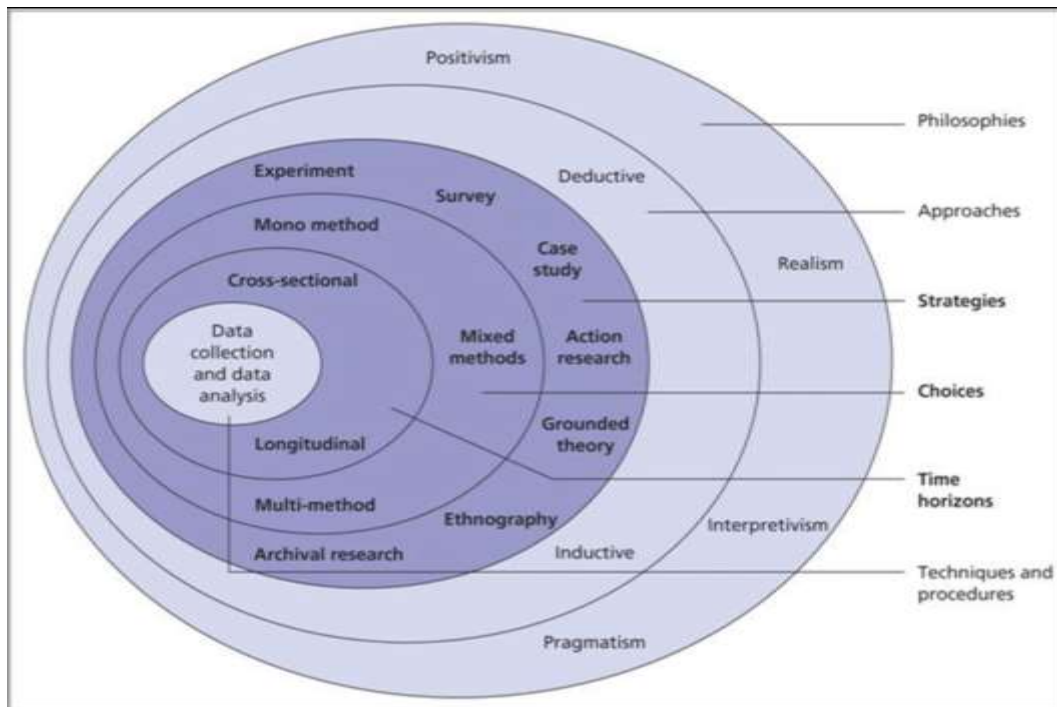 Positivism
Philosophies
Experiment
Deductive
Survey
Approaches
Mono method
Case
study
Realism
Cross-sectional
Strategies
Data
collection
and data
analysis
Mixed
methods
Action
research
Choices
Grounded
theory
Longitudinal
Time
horizons
Multi-method
Ethnography
Interpretivism
Archival research
Inductive
Techniques and
procedures
Pragmatism